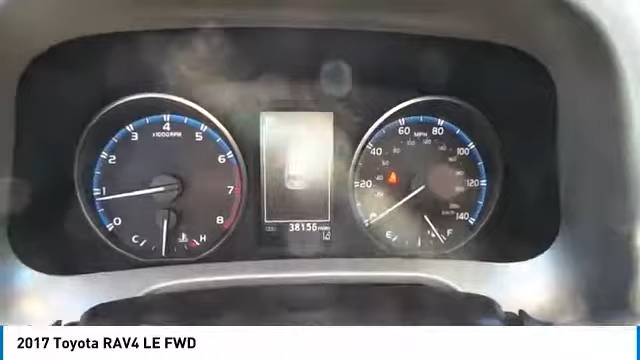 x1000RPM
0 1 2 3 4 5 6 7 8
C H
38156 miles
MPH
20 40 60 80 100 120 140
E F
2017 Toyota RAV4 LE FWD